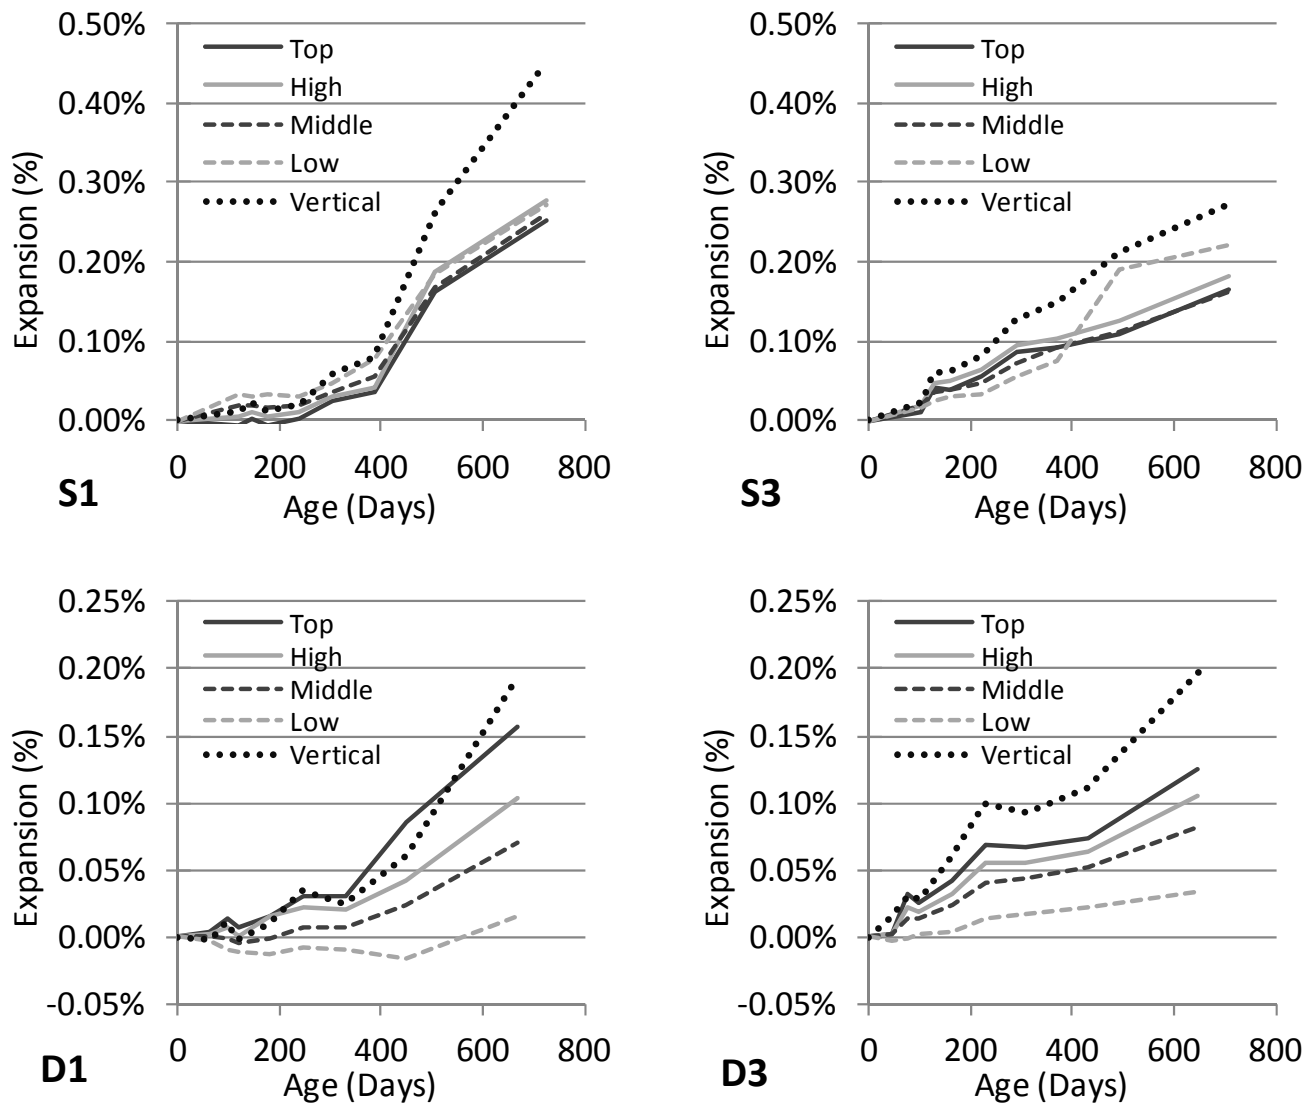 0.50%
0.40%
0.30%
0.20%
0.10%
0.00%
Expansion (%)
Top
High
Middle
Low
Vertical
0 200 400 600 800
Age (Days)
S1
0.50%
0.40%
0.30%
0.20%
0.10%
0.00%
Expansion (%)
Top
High
Middle
Low
Vertical
0 200 400 600 800
Age (Days)
S3
0.25%
0.20%
0.15%
0.10%
0.05%
0.00%
-0.05%
Expansion (%)
Top
High
Middle
Low
Vertical
0 200 400 600 800
Age (Days)
D1
0.25%
0.20%
0.15%
0.10%
0.05%
0.00%
-0.05%
Expansion (%)
Top
High
Middle
Low
Vertical
0 200 400 600 800
Age (Days)
D3